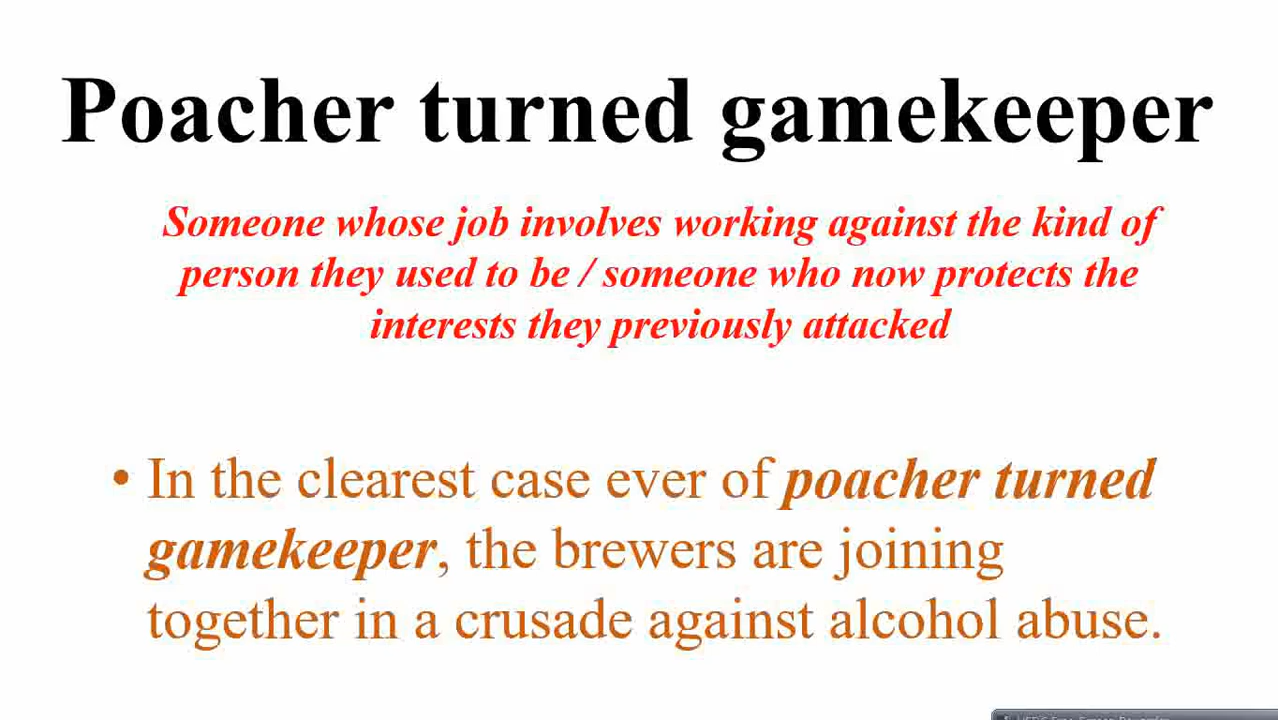 Poacher turned gamekeeper
Someone whose job involves working against the kind of
person they used to be / someone who now protects the
interests they previously attacked
• In the clearest case ever of poacher turned
gamekeeper, the brewers are joining
together in a crusade against alcohol abuse.